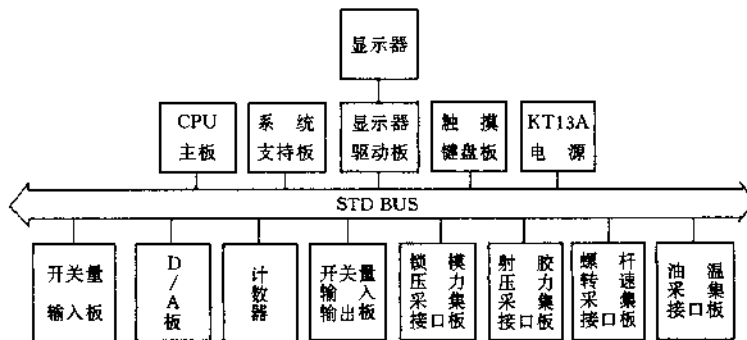 显示器
CPU
主板
系统
支持板
显示器
驱动板
触摸
键盘板
KT13A
电源
STD BUS
开关量
输入板
D/A板
计数器
开关量
输入
输出板
锁模
压力
采集
接口板
射胶
压力
采集
接口板
螺杆
转速
采集
接口板
油温
采集
接口板